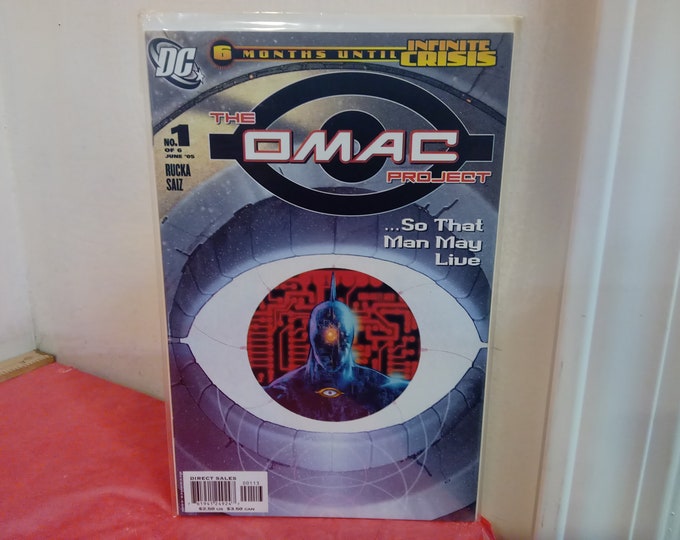 DC
6 MONTHS UNTIL INFINITE CRISIS
THE
OMAC
PROJECT
NO. 1
OF 6
JUNE '05
RUCKA
SAIZ
...So That
Man May
Live
DIRECT SALES
00113
$2.50 US $3.50 CAN